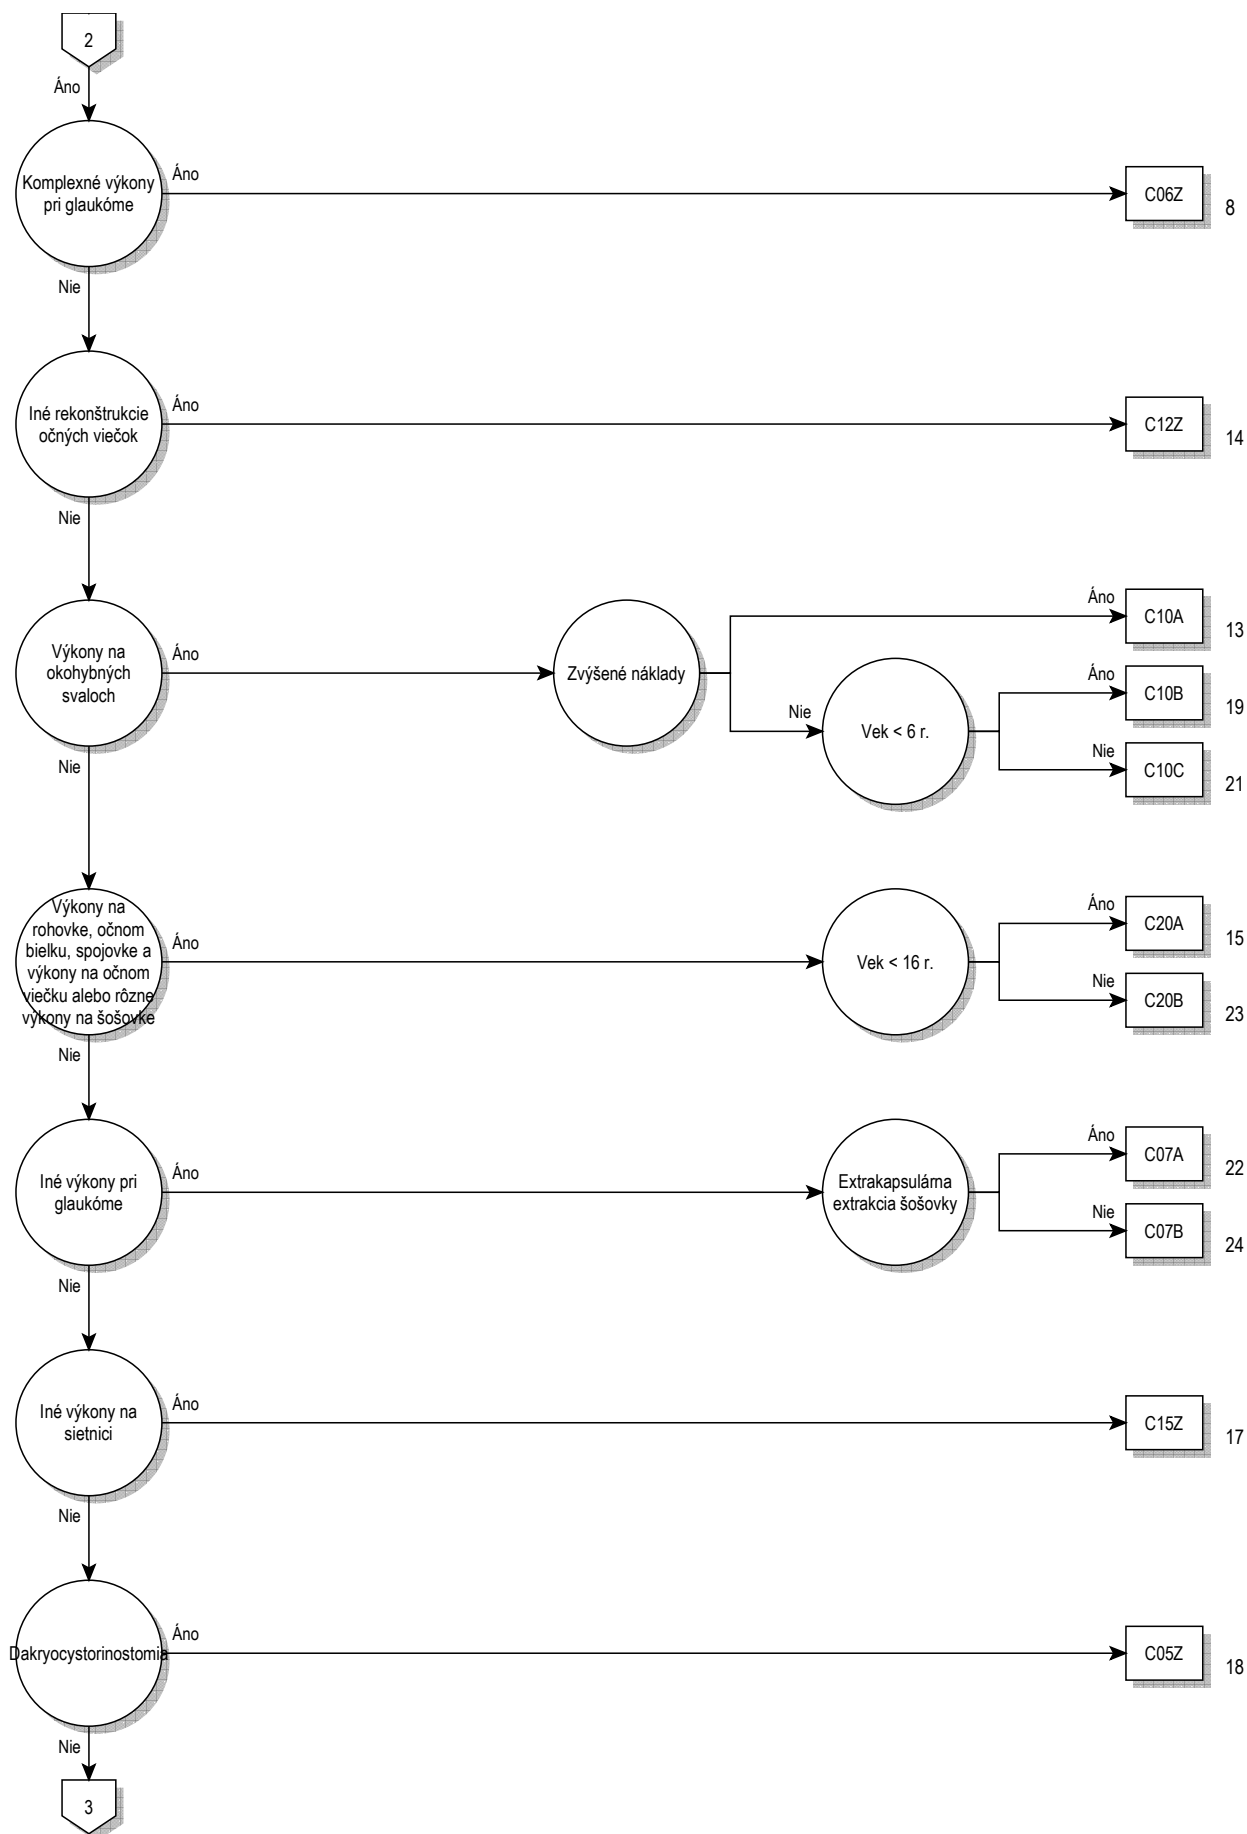 2
Áno
Komplexné výkony
pri glaukóme
Áno
C06Z
8
Nie
Iné rekonštrukcie
očných viečok
Áno
C12Z
14
Nie
Výkony na
okohybných
svaloch
Áno
Zvýšené náklady
Áno
C10A
13
Nie
Vek < 6 r.
Áno
C10B
19
Nie
C10C
21
Nie
Výkony na
rohovke, očnom
bielku, spojovke a
výkony na očnom
viečku alebo rôzne
výkony na šošovke
Áno
Vek < 16 r.
Áno
C20A
15
Nie
C20B
23
Nie
Iné výkony pri
glaukóme
Áno
Extrakapsulárna
extrakcia šošovky
Áno
C07A
22
Nie
C07B
24
Nie
Iné výkony na
sietnici
Áno
C15Z
17
Nie
Dakryocystorinostomia
Áno
C05Z
18
Nie
3